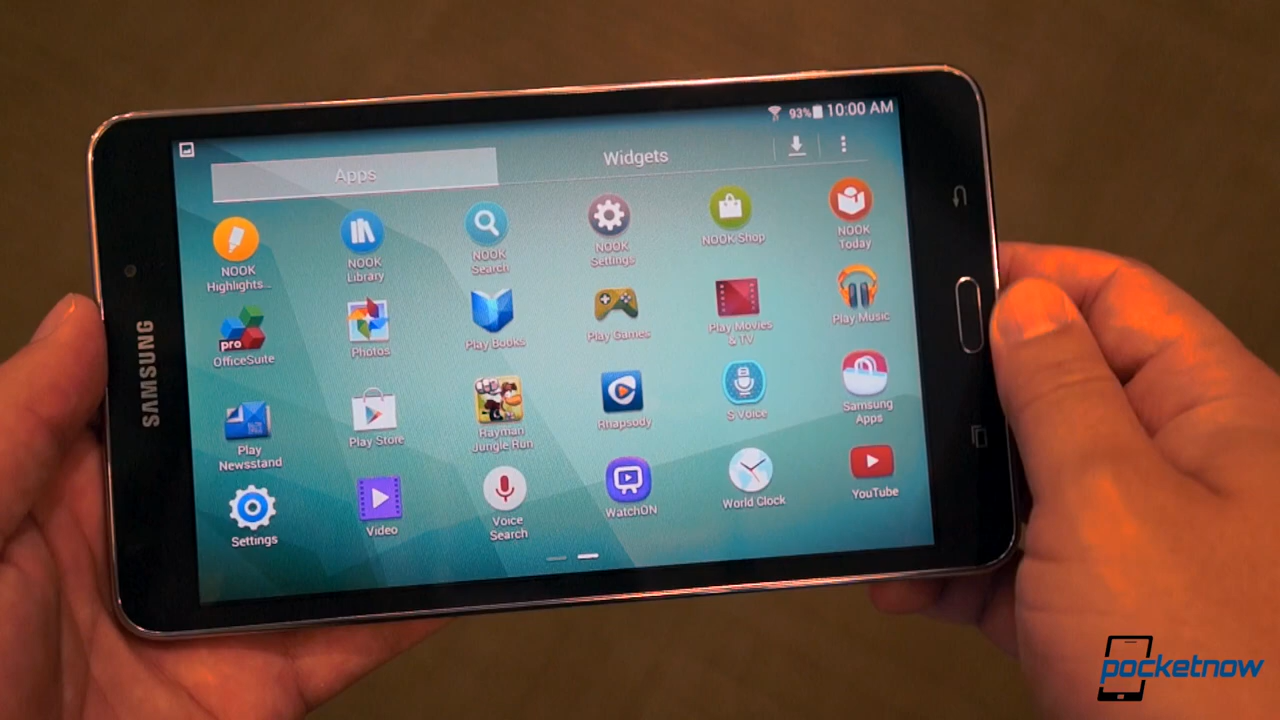 93% 10:00 AM
Apps
Widgets
NOOK
Highlights...
NOOK
Library
NOOK
Search
NOOK
Settings
NOOK Shop
NOOK
Today
pro
OfficeSuite
Photos
Play Books
Play Games
Play Movies
& TV
Play Music
Play
Newsstand
Play Store
Rayman
Jungle Run
Rhapsody
S Voice
Samsung
Apps
Settings
Video
Voice
Search
WatchON
World Clock
YouTube
SAMSUNG
pocketnow